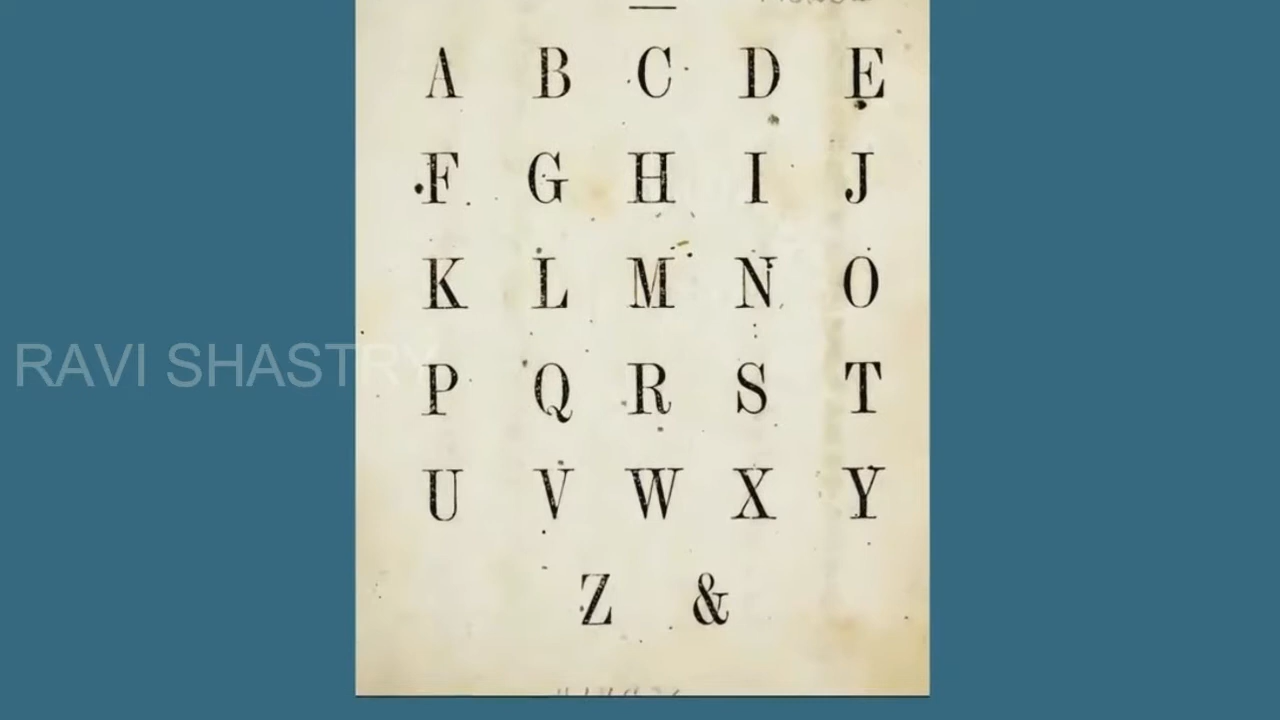 A B C D E
F G H I J
K L M N O
RAVI SHASTRY
P Q R S T
U V W X Y
Z &